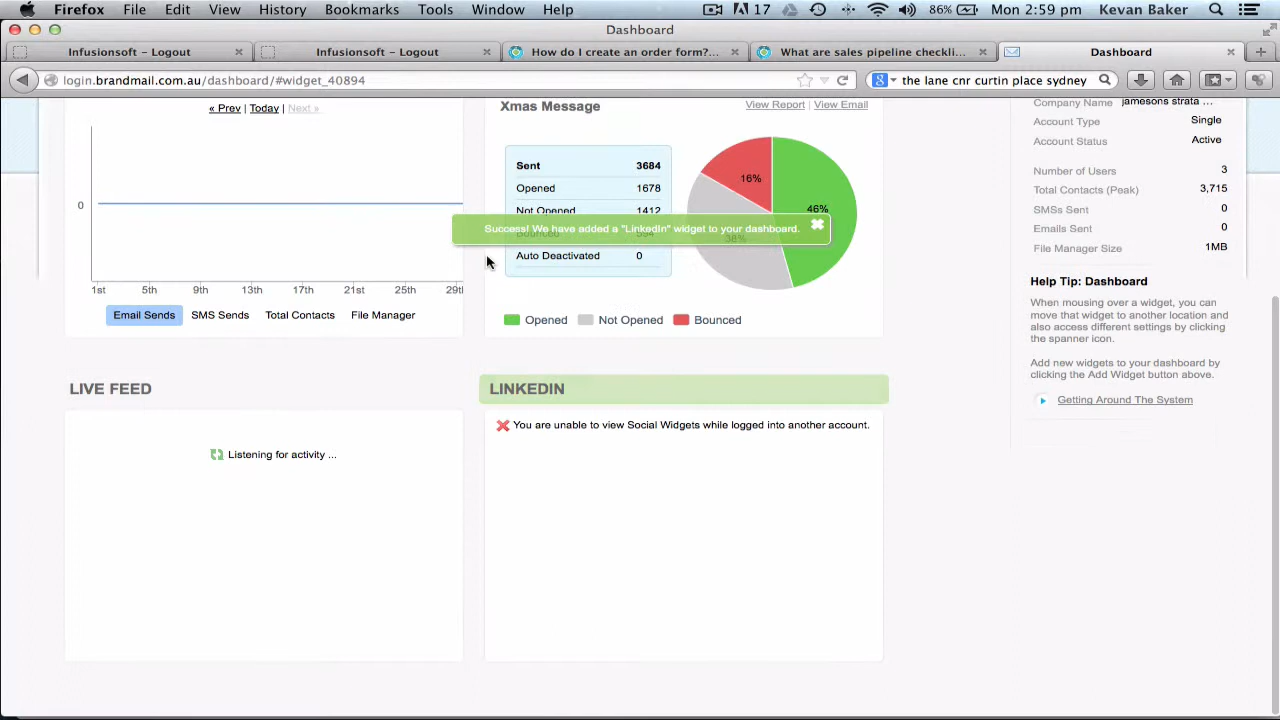 Firefox File Edit View History Bookmarks Tools Window Help 17 86% Mon 2:59 pm Kevan Baker
Dashboard
Infusionsoft - Logout Infusionsoft - Logout How do I create an order form?... What are sales pipeline checkli... Dashboard
login.brandmail.com.au/dashboard/#widget_40894 the lane cnr curtin place sydney
« Prev | Today | Next »
0
1st 5th 9th 13th 17th 21st 25th 29th
Email Sends SMS Sends Total Contacts File Manager
Xmas Message View Report | View Email
Sent 3684
Opened 1678
Not Opened 1412
Bounced 594
Auto Deactivated 0
16%
46%
38%
Success! We have added a "LinkedIn" widget to your dashboard.
Opened Not Opened Bounced
LIVE FEED
Listening for activity ...
LINKEDIN
You are unable to view Social Widgets while logged into another account.
Company Name jamesons strata ...
Account Type Single
Account Status Active
Number of Users 3
Total Contacts (Peak) 3,715
SMSs Sent 0
Emails Sent 0
File Manager Size 1MB
Help Tip: Dashboard
When mousing over a widget, you can
move that widget to another location and
also access different settings by clicking
the spanner icon.
Add new widgets to your dashboard by
clicking the Add Widget button above.
Getting Around The System